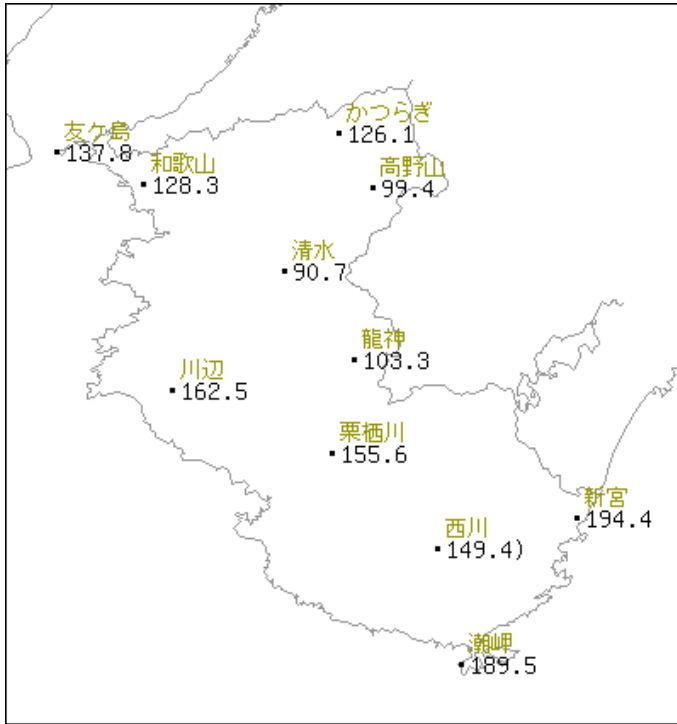 かつらぎ
126.1
友ケ島
137.8
和歌山
128.3
高野山
99.4
清水
90.7
龍神
103.3
川辺
162.5
栗栖川
155.6
新宮
194.4
西川
149.4)
潮岬
189.5